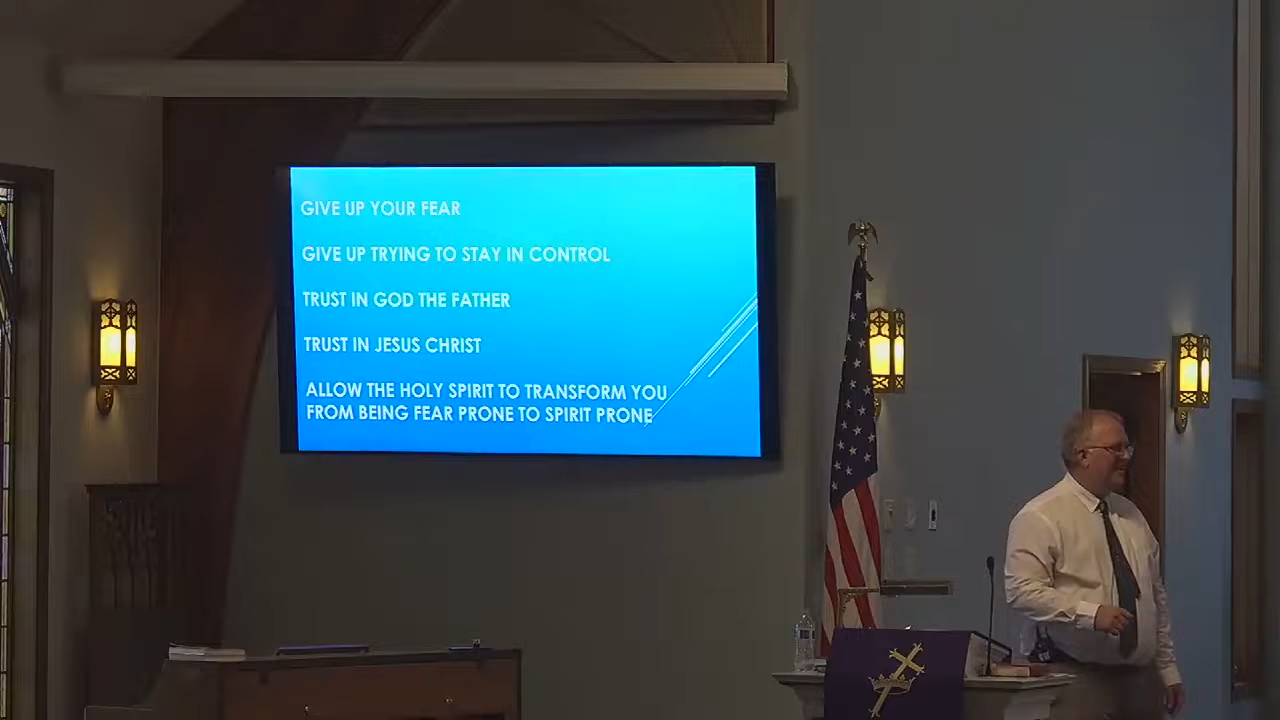 GIVE UP YOUR FEAR
GIVE UP TRYING TO STAY IN CONTROL
TRUST IN GOD THE FATHER
TRUST IN JESUS CHRIST
ALLOW THE HOLY SPIRIT TO TRANSFORM YOU
FROM BEING FEAR PRONE TO SPIRIT PRONE